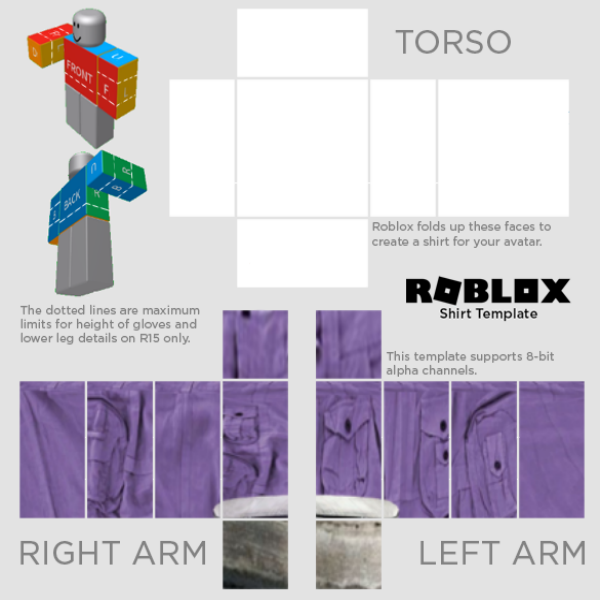 TORSO
D
R
FRONT
F
L
BACK
Roblox folds up these faces to
create a shirt for your avatar.
ROBLOX
Shirt Template
The dotted lines are maximum
limits for height of gloves and
lower leg details on R15 only.
This template supports 8-bit
alpha channels.
RIGHT ARM
LEFT ARM